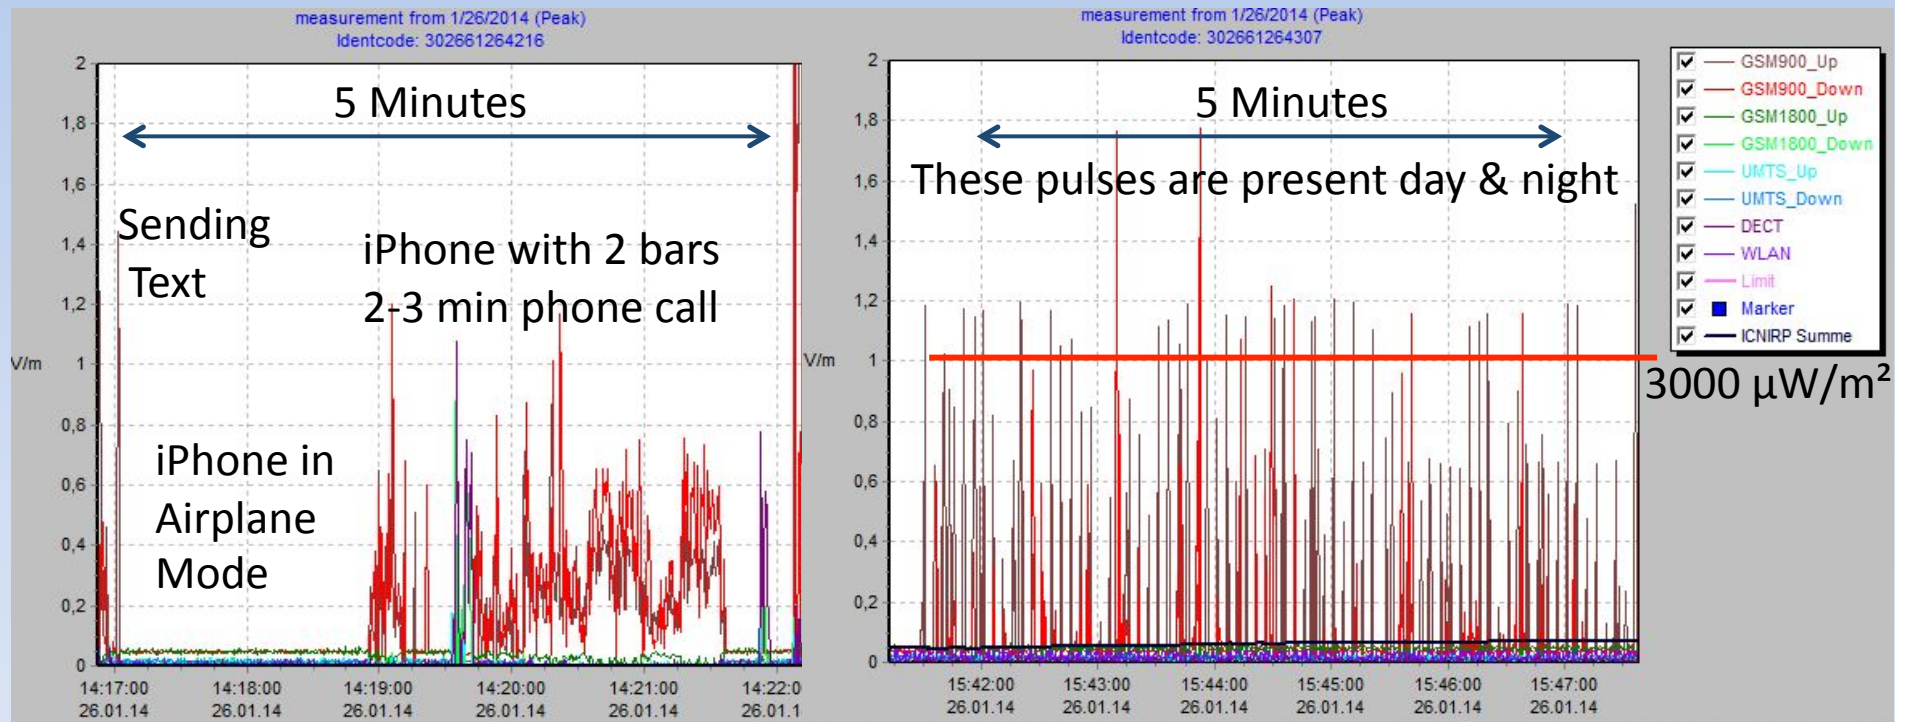 measurement from 1/26/2014 (Peak)
Identcode: 302661264216
2
1,8
1,6
1,4
1,2
1
0,8
0,6
0,4
0,2
0
V/m
5 Minutes
Sending
Text
iPhone with 2 bars
2-3 min phone call
iPhone in
Airplane
Mode
14:17:00
26.01.14
14:18:00
26.01.14
14:19:00
26.01.14
14:20:00
26.01.14
14:21:00
26.01.14
14:22:0
26.01.1
measurement from 1/26/2014 (Peak)
Identcode: 302661264307
2
1,8
1,6
1,4
1,2
1
0,8
0,6
0,4
0,2
0
V/m
5 Minutes
These pulses are present day & night
15:42:00
26.01.14
15:43:00
26.01.14
15:44:00
26.01.14
15:45:00
26.01.14
15:46:00
26.01.14
15:47:00
26.01.14
GSM900_Up
GSM900_Down
GSM1800_Up
GSM1800_Down
UMTS_Up
UMTS_Down
DECT
WLAN
Limit
Marker
ICNIRP Summe
3000 µW/m²